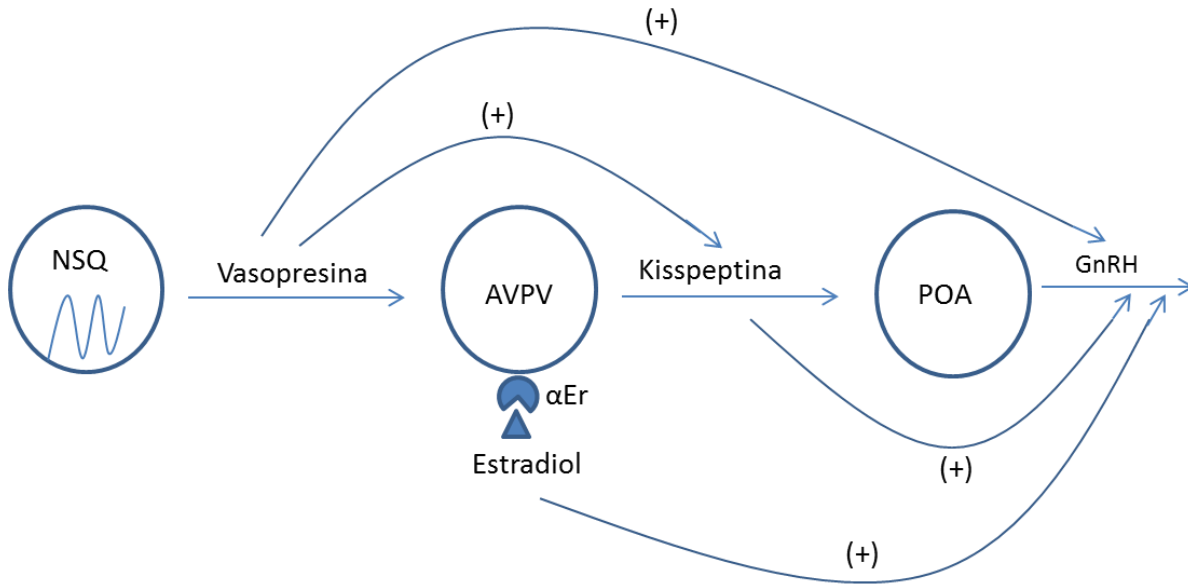 (+)
(+)
NSQ
Vasopresina
AVPV
Kisspeptina
POA
GnRH
αEr
Estradiol
(+)
(+)